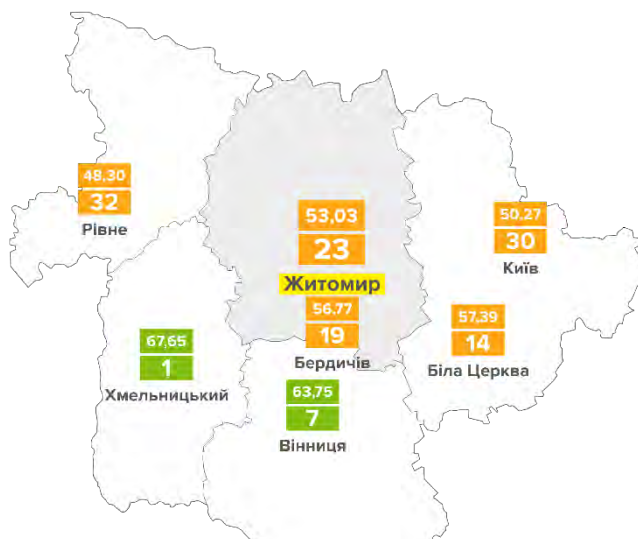 48,30
32
Рівне
53,03
23
Житомир
50,27
30
Київ
56,77
19
Бердичів
57,39
14
Біла Церква
67,65
1
Хмельницький
63,75
7
Вінниця